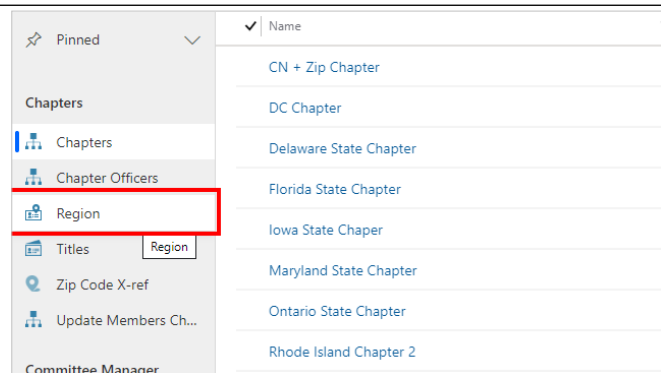 Pinned
Chapters
Chapters
Chapter Officers
Region
Titles
Region
Zip Code X-ref
Update Members Ch...
Committee Manager
Name
CN + Zip Chapter
DC Chapter
Delaware State Chapter
Florida State Chapter
Iowa State Chaper
Maryland State Chapter
Ontario State Chapter
Rhode Island Chapter 2